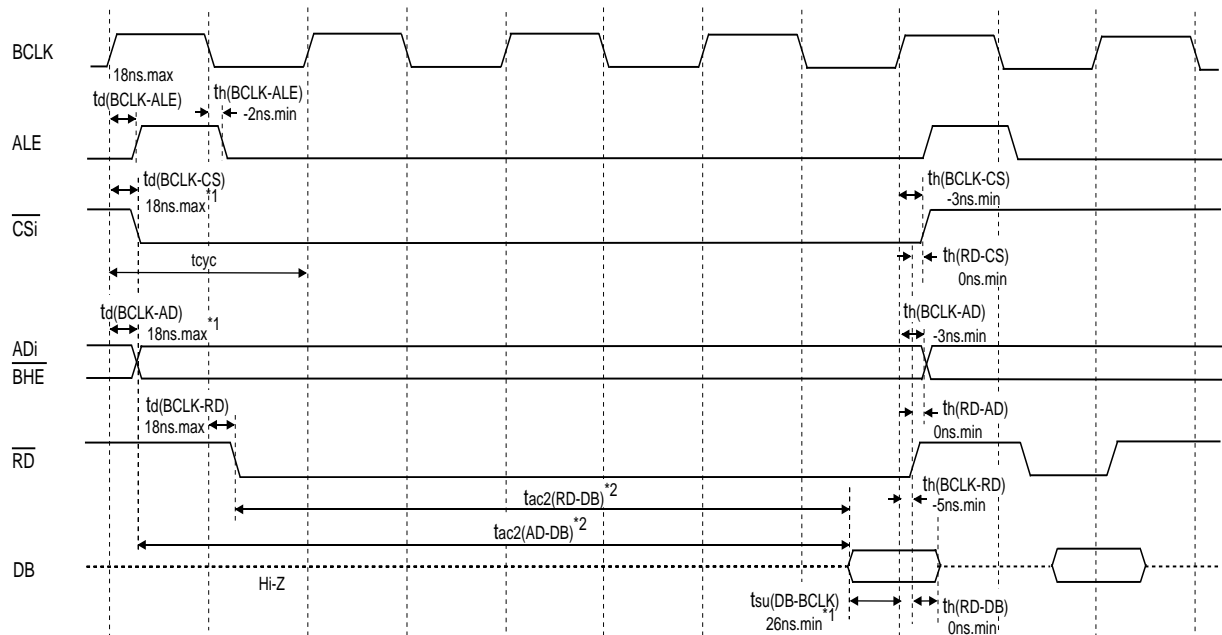 BCLK
18ns.max
td(BCLK-ALE)
th(BCLK-ALE)
-2ns.min
ALE
td(BCLK-CS)
18ns.max*1
th(BCLK-CS)
-3ns.min
CSi
tcyc
th(RD-CS)
0ns.min
td(BCLK-AD)
18ns.max*1
th(BCLK-AD)
-3ns.min
ADi
BHE
td(BCLK-RD)
18ns.max
th(RD-AD)
0ns.min
RD
tac2(RD-DB)*2
th(BCLK-RD)
-5ns.min
tac2(AD-DB)*2
DB
Hi-Z
tsu(DB-BCLK)
26ns.min*1
th(RD-DB)
0ns.min